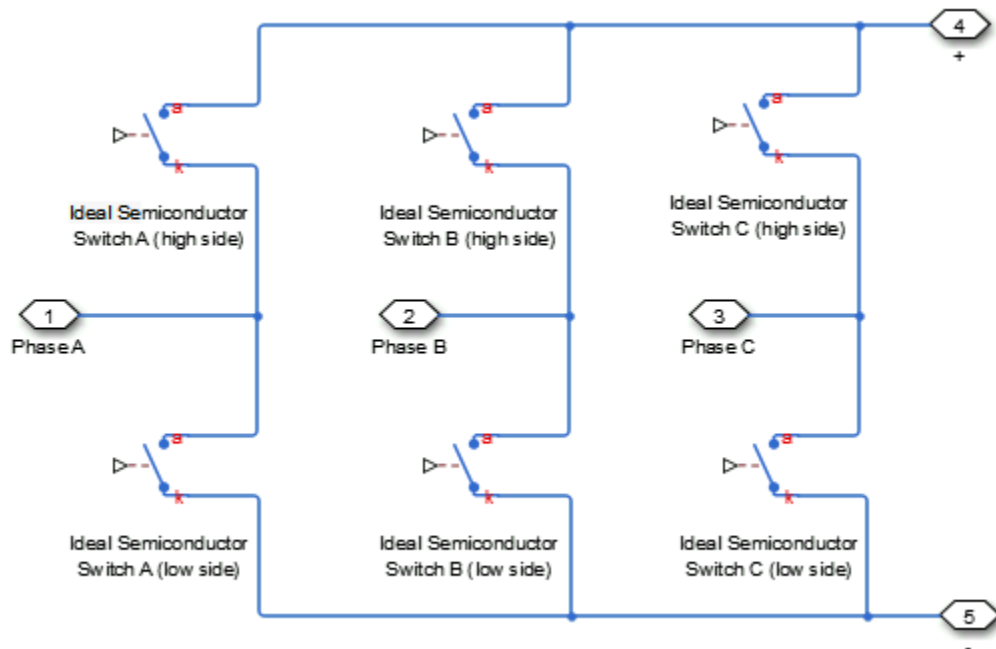 4
+
a
a
a
k
k
k
Ideal Semiconductor
Switch A (high side)
Ideal Semiconductor
Switch B (high side)
Ideal Semiconductor
Switch C (high side)
1
Phase A
2
Phase B
3
Phase C
a
a
a
k
k
k
Ideal Semiconductor
Switch A (low side)
Ideal Semiconductor
Switch B (low side)
Ideal Semiconductor
Switch C (low side)
5
-